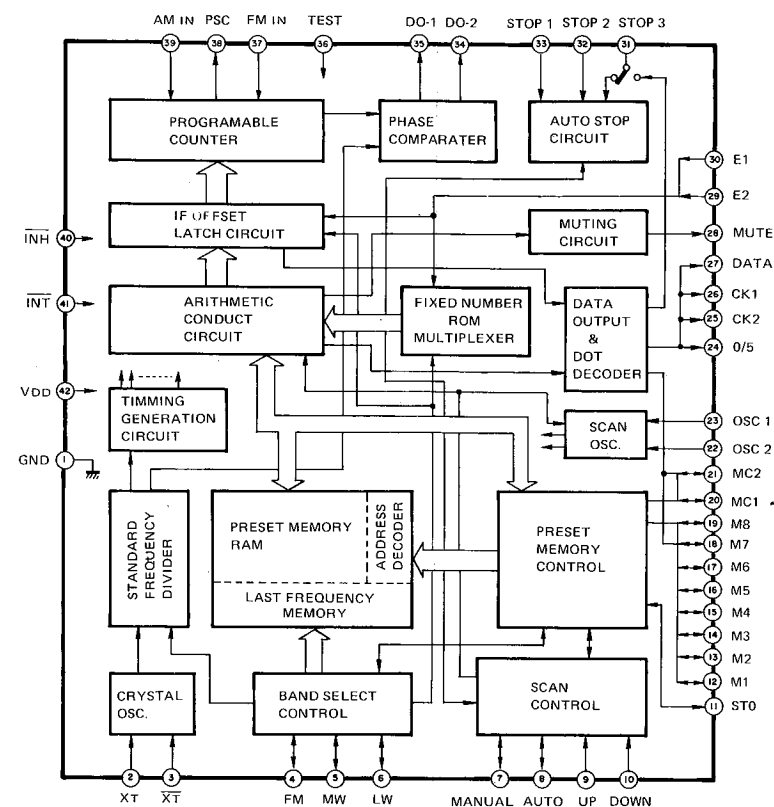 AM IN PSC FM IN TEST DO-1 DO-2 STOP 1 STOP 2 STOP 3
39 38 37 36 35 34 33 32 31
PROGRAMABLE
COUNTER
PHASE
COMPARATER
AUTO STOP
CIRCUIT
30 E1
29 E2
IF OFFSET
LATCH CIRCUIT
MUTING
CIRCUIT
28 MUTE
INH 40
27 DATA
INT 41
ARITHMETIC
CONDUCT
CIRCUIT
FIXED NUMBER
ROM
MULTIPLEXER
DATA
OUTPUT
&
DOT
DECODER
26 CK1
25 CK2
24 0/5
VDD 42
TIMMING
GENERATION
CIRCUIT
SCAN
OSC.
23 OSC 1
22 OSC 2
GND 1
21 MC2
20 MC1
STANDARD
FREQUENCY
DIVIDER
PRESET MEMORY
RAM
ADDRESS
DECODER
LAST FREQUENCY
MEMORY
PRESET
MEMORY
CONTROL
19 M8
18 M7
17 M6
16 M5
15 M4
14 M3
13 M2
12 M1
11 ST0
CRYSTAL
OSC.
BAND SELECT
CONTROL
SCAN
CONTROL
2 3 4 5 6 7 8 9 10
XT XT FM MW LW MANUAL AUTO UP DOWN